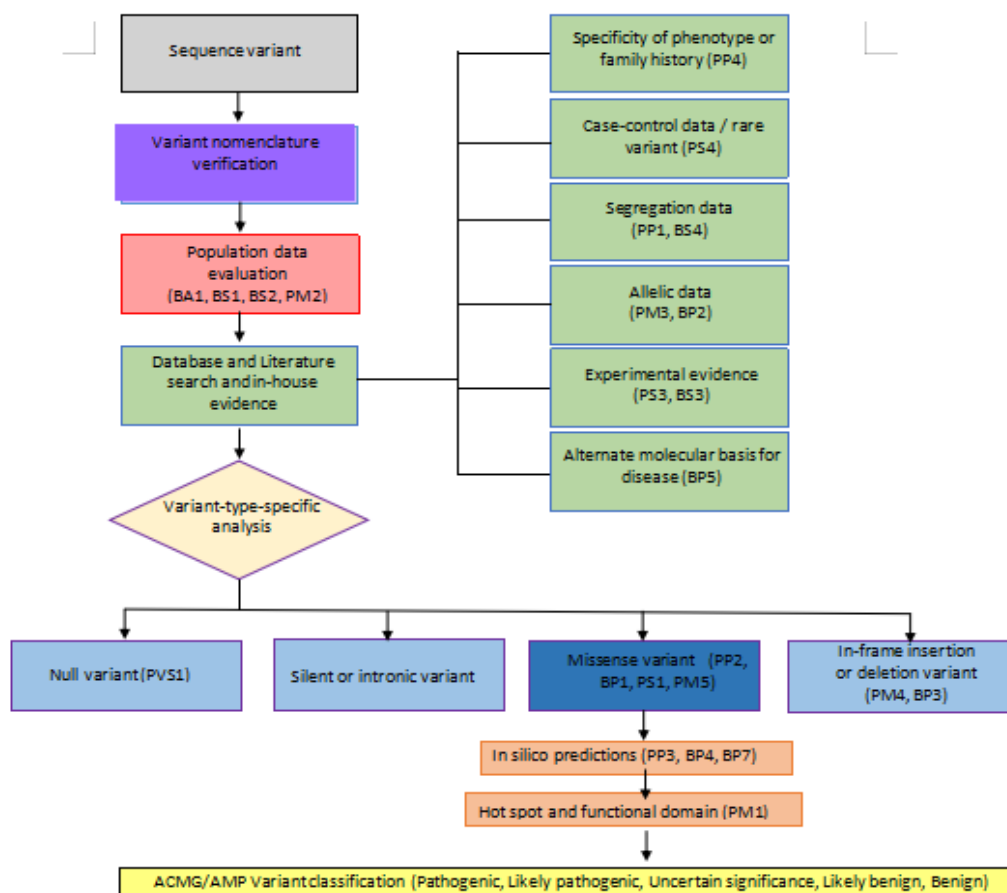 Sequence variant
Variant nomenclature
verification
Population data
evaluation
(BA1, BS1, BS2, PM2)
Database and Literature
search and in-house
evidence
Specificity of phenotype or
family history (PP4)
Case-control data / rare
variant (PS4)
Segregation data
(PP1, BS4)
Allelic data
(PM3, BP2)
Experimental evidence
(PS3, BS3)
Alternate molecular basis for
disease (BP5)
Variant-type-specific
analysis
Null variant (PVS1)
Silent or intronic variant
Missense variant (PP2,
BP1, PS1, PM5)
In-frame insertion
or deletion variant
(PM4, BP3)
In silico predictions (PP3, BP4, BP7)
Hot spot and functional domain (PM1)
ACMG/AMP Variant classification (Pathogenic, Likely pathogenic, Uncertain significance, Likely benign, Benign)